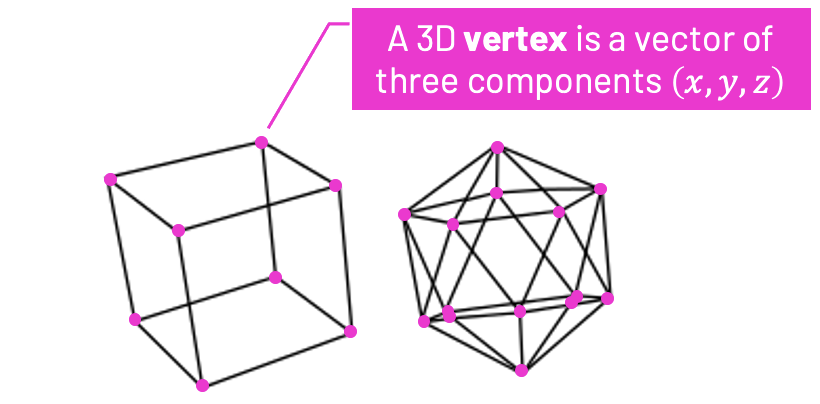 A 3D vertex is a vector of
three components (x, y, z)